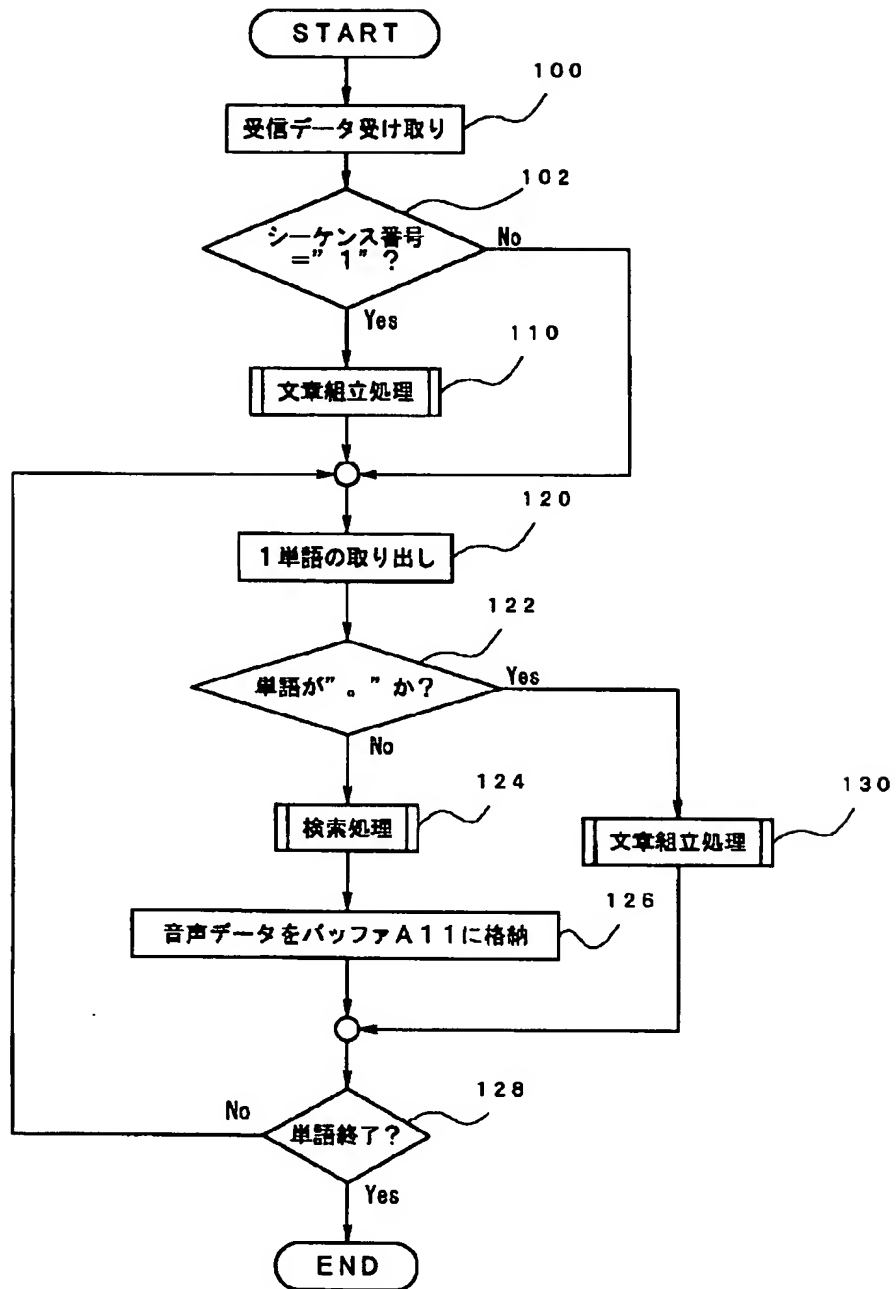 START
100
受信データ受け取り
102
シーケンス番号
=”1”?
No
Yes
110
文章組立処理
120
1単語の取り出し
122
単語が”。”か?
Yes
No
124
検索処理
130
文章組立処理
126
音声データをバッファA11に格納
128
No
単語終了?
Yes
END